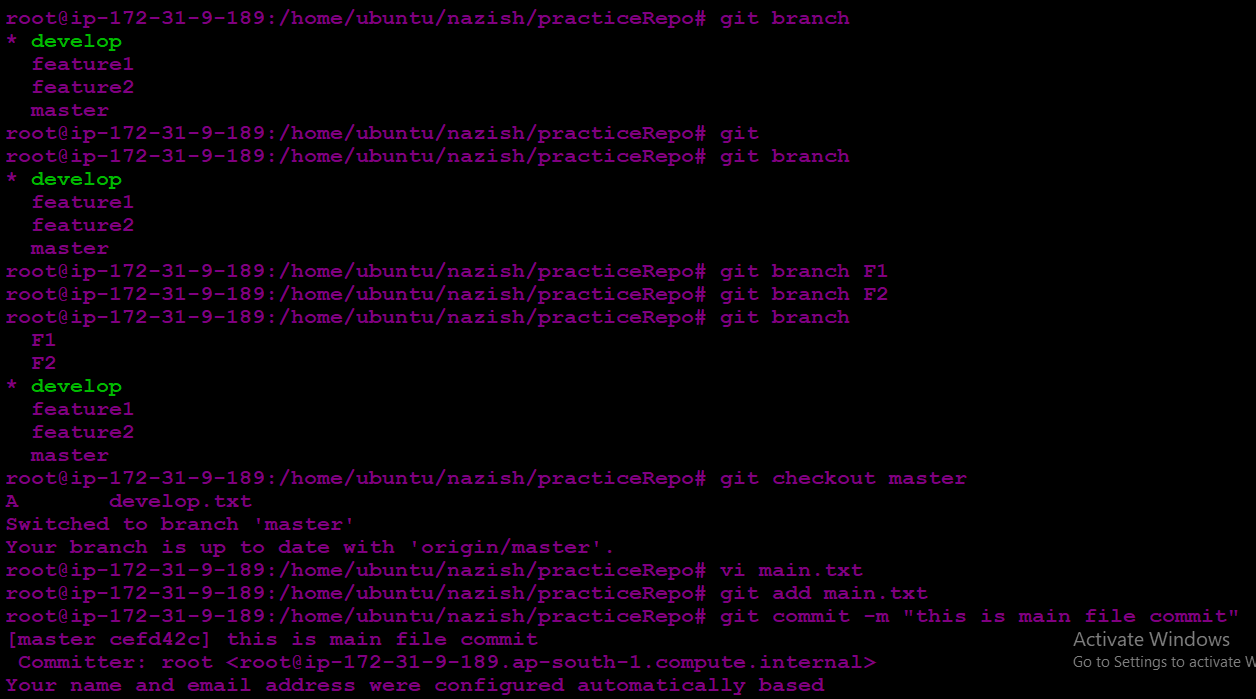 root@ip-172-31-9-189:/home/ubuntu/nazish/practiceRepo# git branch
* develop
  feature1
  feature2
  master
root@ip-172-31-9-189:/home/ubuntu/nazish/practiceRepo# git
root@ip-172-31-9-189:/home/ubuntu/nazish/practiceRepo# git branch
* develop
  feature1
  feature2
  master
root@ip-172-31-9-189:/home/ubuntu/nazish/practiceRepo# git branch F1
root@ip-172-31-9-189:/home/ubuntu/nazish/practiceRepo# git branch F2
root@ip-172-31-9-189:/home/ubuntu/nazish/practiceRepo# git branch
  F1
  F2
* develop
  feature1
  feature2
  master
root@ip-172-31-9-189:/home/ubuntu/nazish/practiceRepo# git checkout master
A       develop.txt
Switched to branch 'master'
Your branch is up to date with 'origin/master'.
root@ip-172-31-9-189:/home/ubuntu/nazish/practiceRepo# vi main.txt
root@ip-172-31-9-189:/home/ubuntu/nazish/practiceRepo# git add main.txt
root@ip-172-31-9-189:/home/ubuntu/nazish/practiceRepo# git commit -m "this is main file commit"
[master cefd42c] this is main file commit
 Committer: root <root@ip-172-31-9-189.ap-south-1.compute.internal>
Your name and email address were configured automatically based
Activate Windows
Go to Settings to activate W